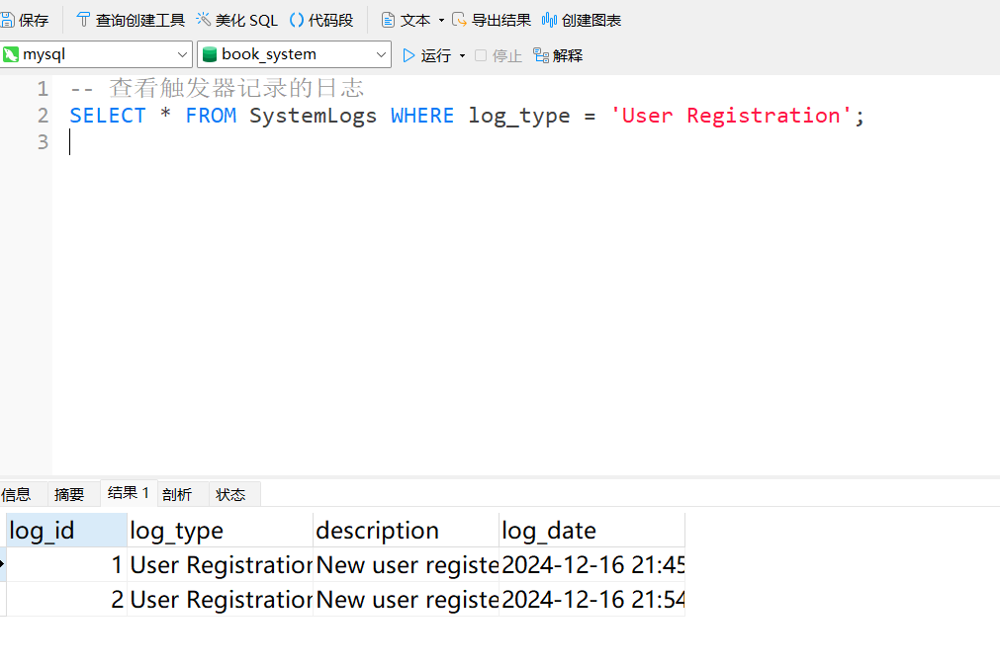 保存 查询创建工具 美化 SQL () 代码段 文本 导出结果 创建图表
mysql book_system 运行 停止 解释
1 -- 查看触发器记录的日志
2 SELECT * FROM SystemLogs WHERE log_type = 'User Registration';
3
信息 摘要 结果 1 剖析 状态
log_id log_type description log_date
1 User Registration New user registe 2024-12-16 21:45
2 User Registration New user registe 2024-12-16 21:54